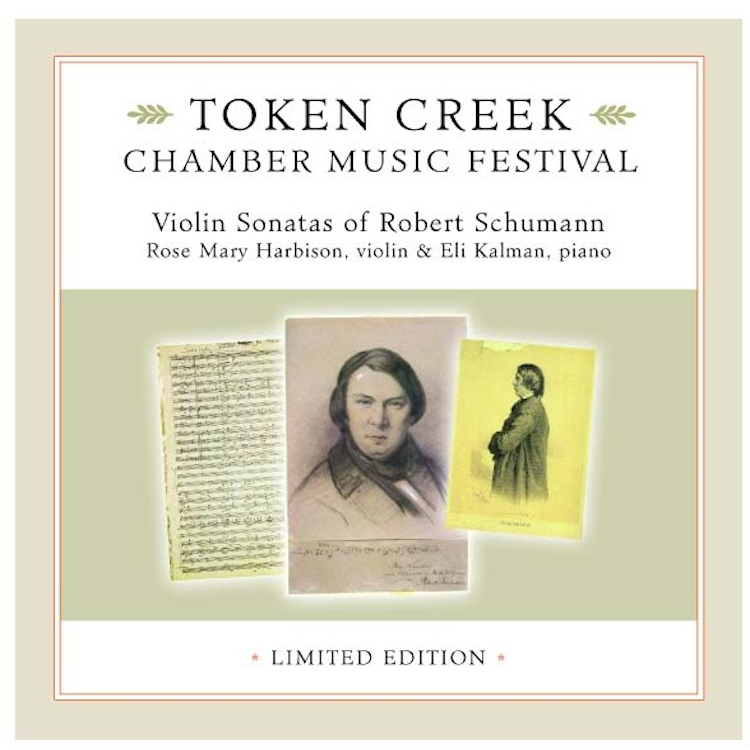 TOKEN CREEK
CHAMBER MUSIC FESTIVAL
Violin Sonatas of Robert Schumann
Rose Mary Harbison, violin & Eli Kalman, piano
* LIMITED EDITION *